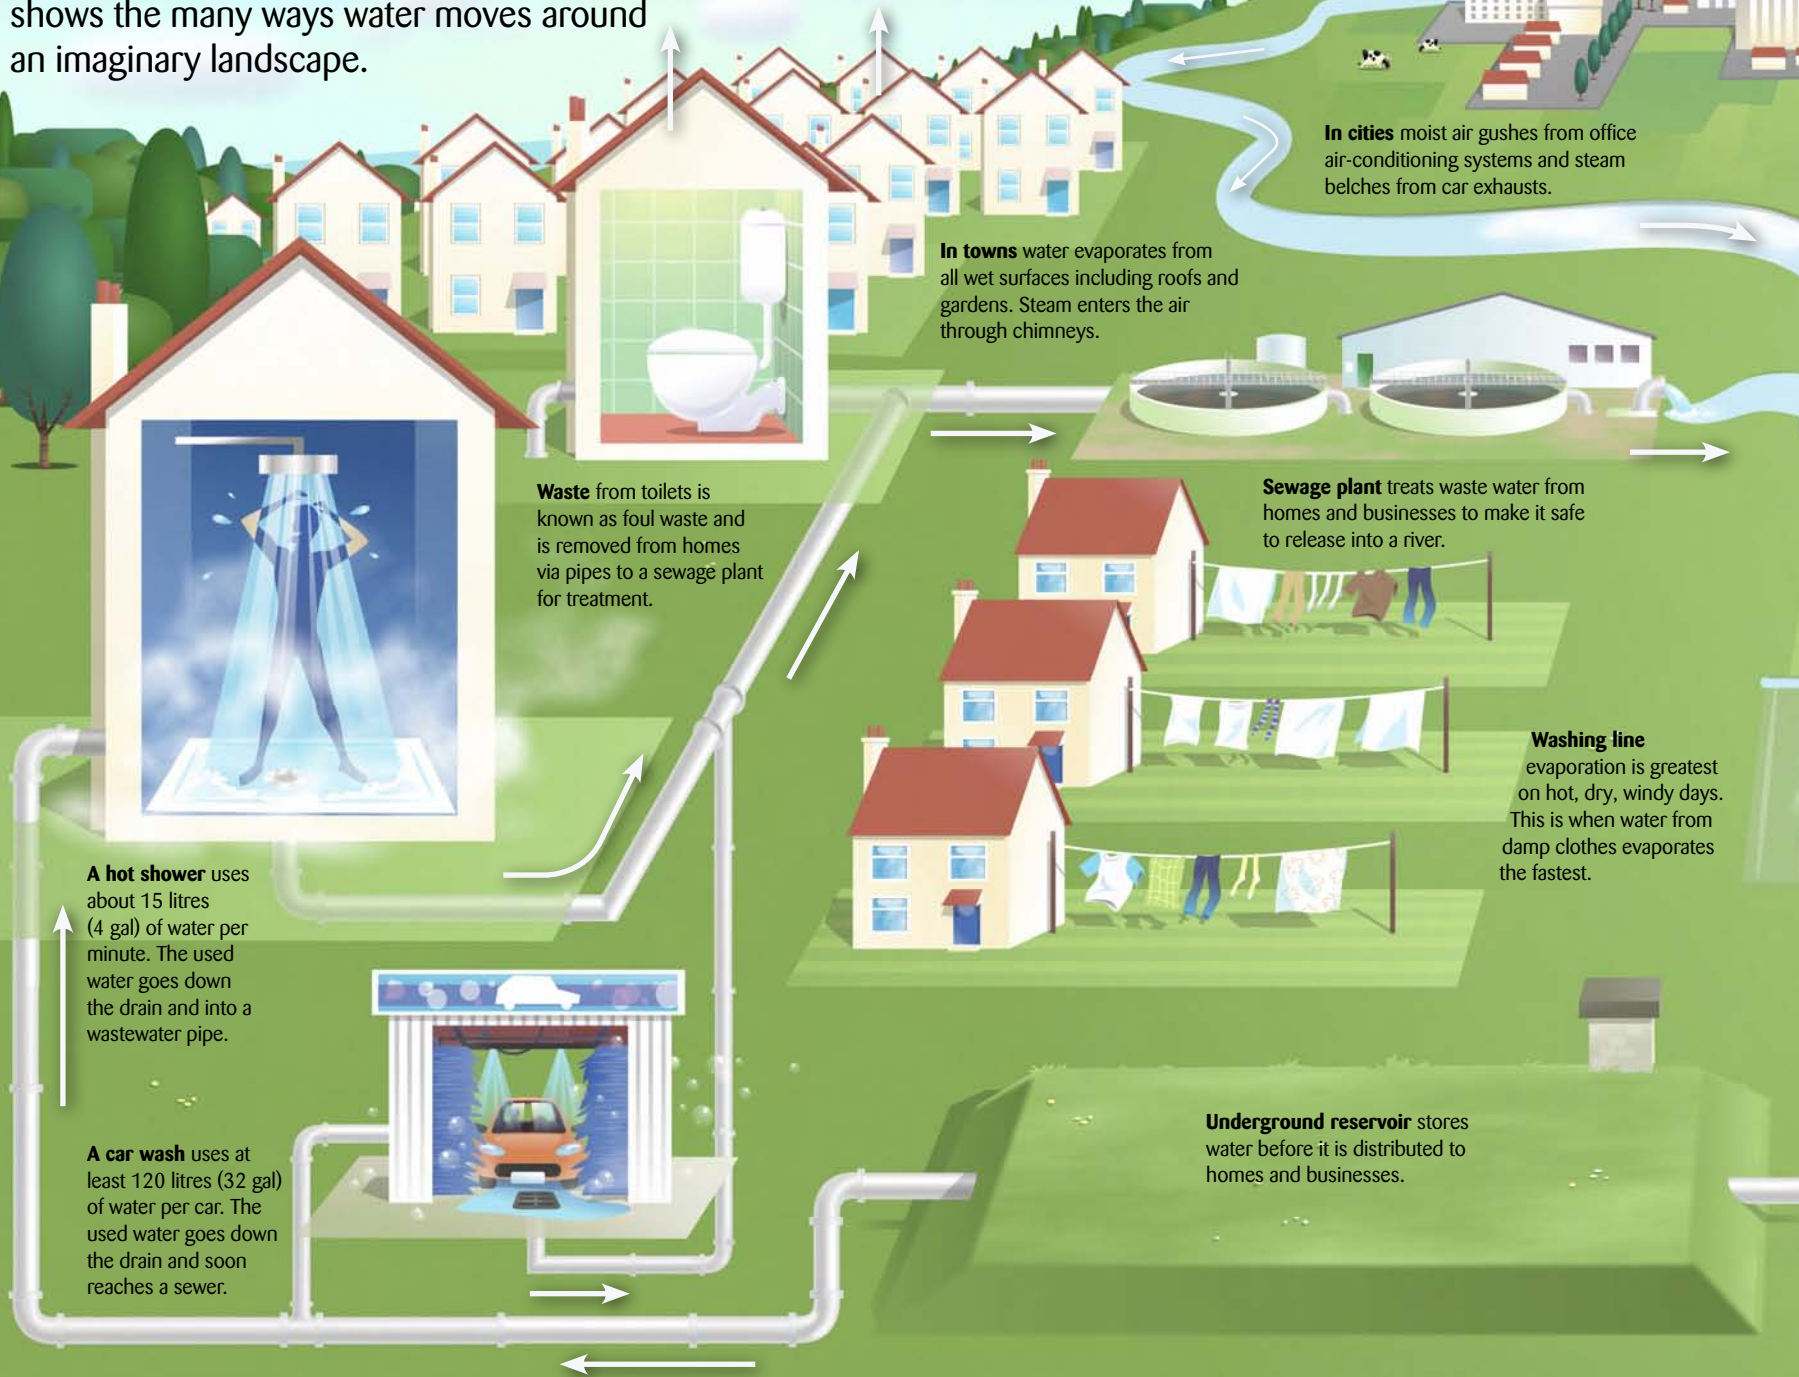 shows the many ways water moves around
an imaginary landscape.
In cities moist air gushes from office
air-conditioning systems and steam
belches from car exhausts.
In towns water evaporates from
all wet surfaces including roofs and
gardens. Steam enters the air
through chimneys.
Waste from toilets is
known as foul waste and
is removed from homes
via pipes to a sewage plant
for treatment.
Sewage plant treats waste water from
homes and businesses to make it safe
to release into a river.
Washing line
evaporation is greatest
on hot, dry, windy days.
This is when water from
damp clothes evaporates
the fastest.
A hot shower uses
about 15 litres
(4 gal) of water per
minute. The used
water goes down
the drain and into a
wastewater pipe.
A car wash uses at
least 120 litres (32 gal)
of water per car. The
used water goes down
the drain and soon
reaches a sewer.
Underground reservoir stores
water before it is distributed to
homes and businesses.